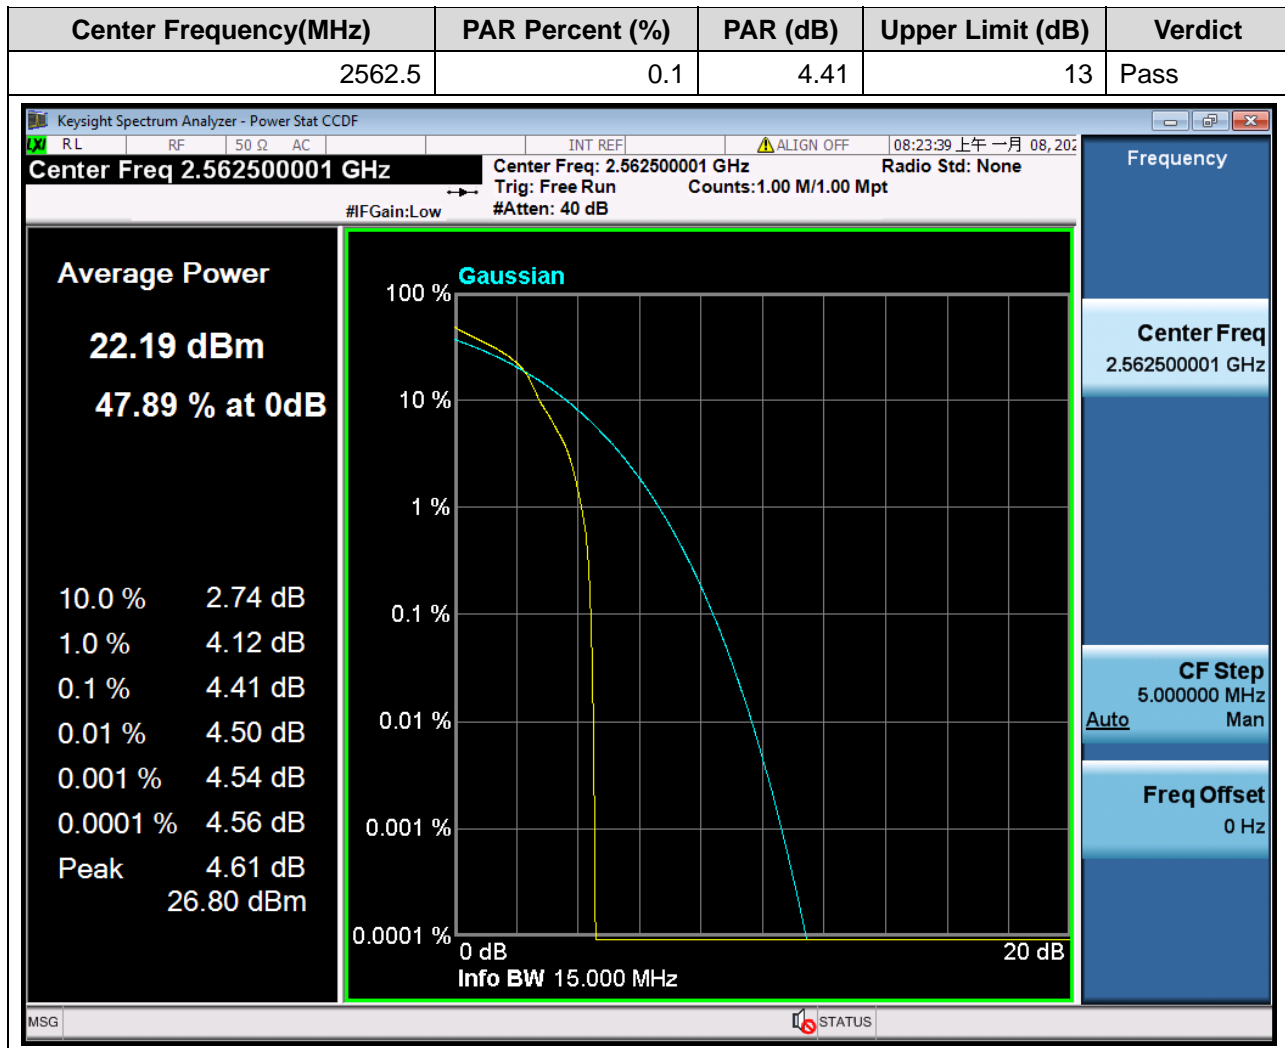 Center Frequency(MHz) PAR Percent (%) PAR (dB) Upper Limit (dB) Verdict
2562.5 0.1 4.41 13 Pass
Keysight Spectrum Analyzer - Power Stat CCDF
LXI RL RF 50 Ω AC INT REF ALIGN OFF 08:23:39 上午 一月 08, 202
Center Freq 2.562500001 GHz
Center Freq: 2.562500001 GHz Radio Std: None
Trig: Free Run Counts:1.00 M/1.00 Mpt
#IFGain:Low #Atten: 40 dB
Frequency
Average Power
22.19 dBm
47.89 % at 0dB
10.0 % 2.74 dB
1.0 % 4.12 dB
0.1 % 4.41 dB
0.01 % 4.50 dB
0.001 % 4.54 dB
0.0001 % 4.56 dB
Peak 4.61 dB
26.80 dBm
Gaussian
100 %
10 %
1 %
0.1 %
0.01 %
0.001 %
0.0001 %
0 dB 20 dB
Info BW 15.000 MHz
Center Freq
2.562500001 GHz
CF Step
5.000000 MHz
Auto Man
Freq Offset
0 Hz
MSG STATUS